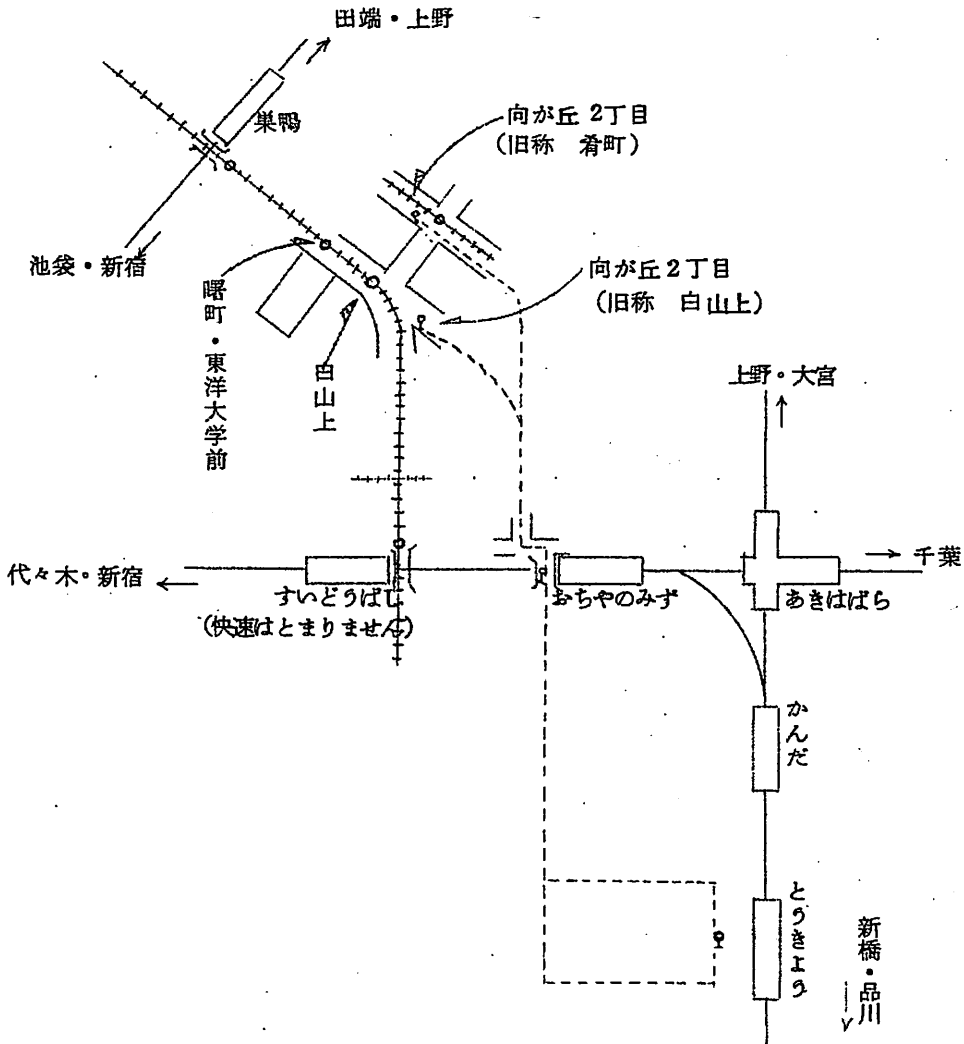 田端・上野
巣鴨
向が丘 2丁目
(旧称 肴町)
池袋・新宿
向が丘2丁目
(旧称 白山上)
曙町・東洋大学前
白山上
上野・大宮
代々木・新宿
千葉
すいどうばし
(快速はとまりません)
おちやのみず
あきはばら
かんだ
とうきよう
新橋・品川